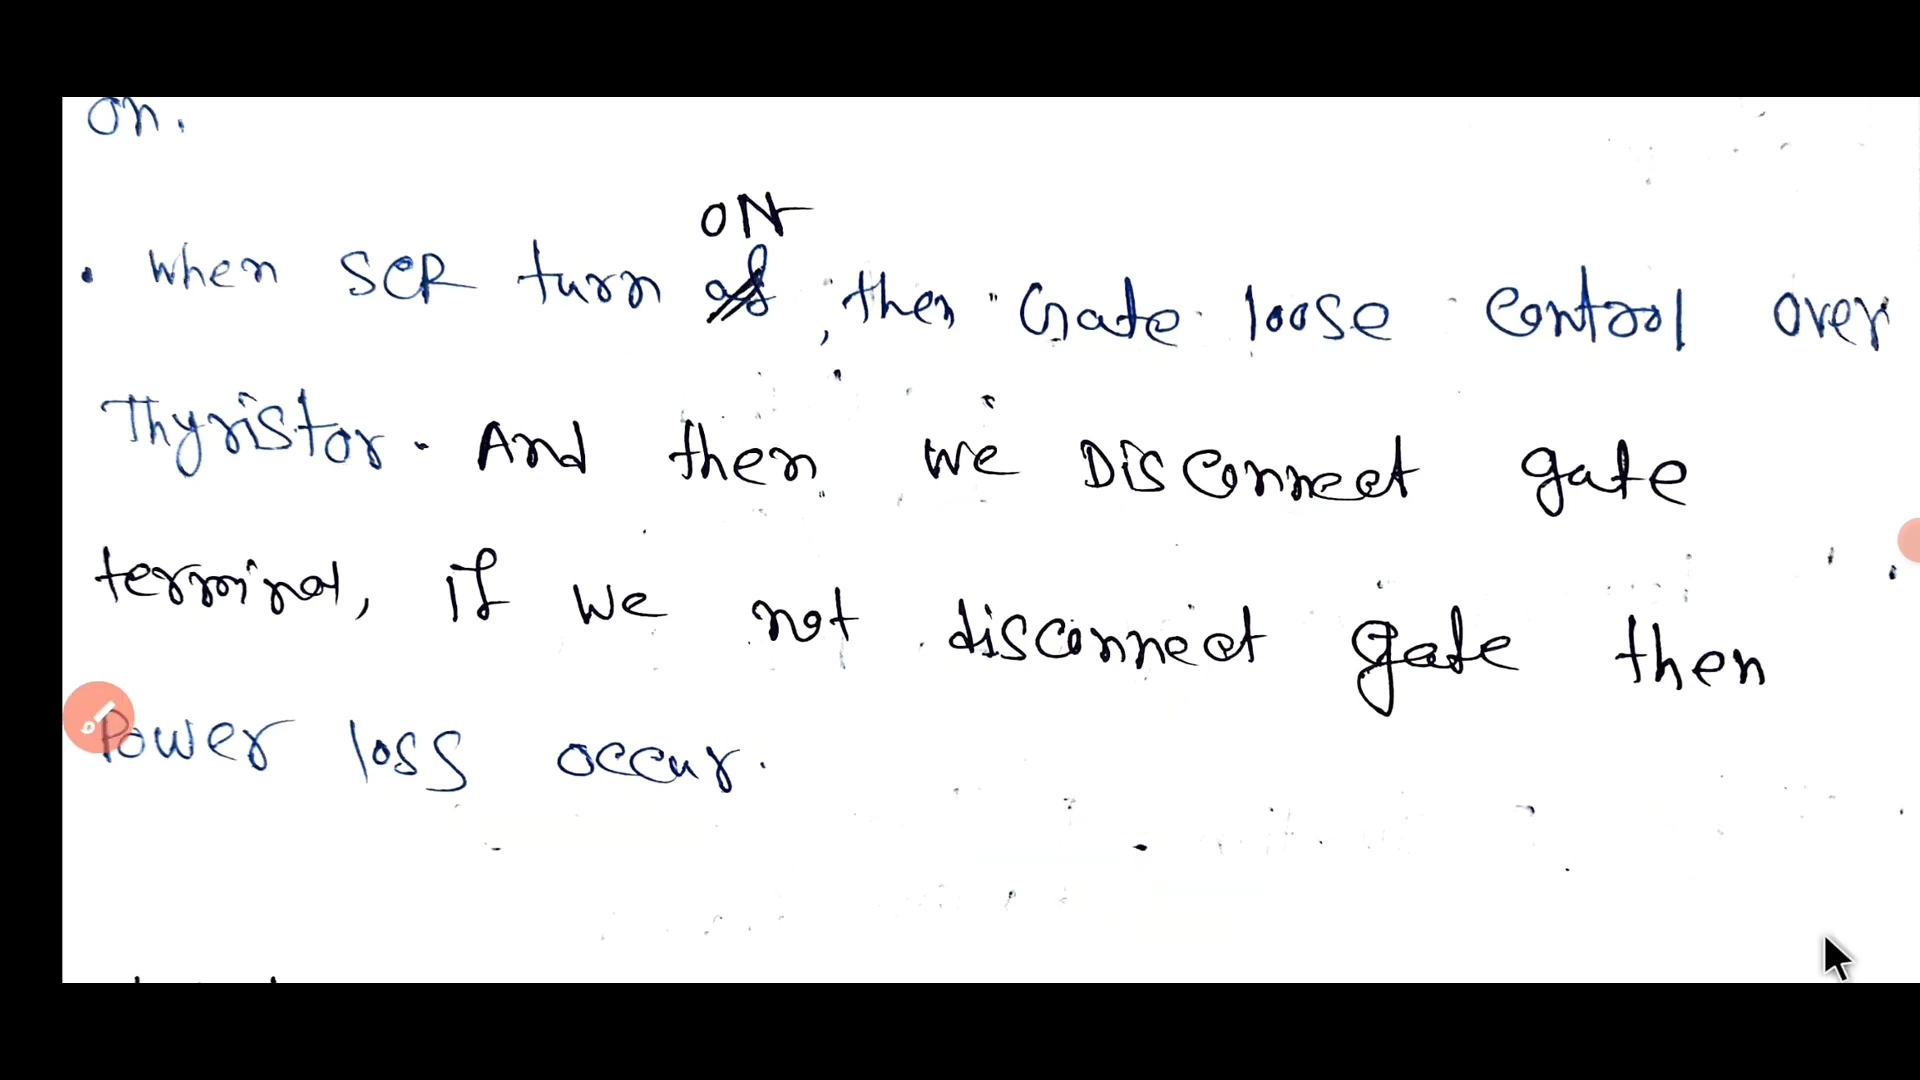 on.
ON
• When SCR turn of, then "Gate loose control over
Thyristor. And then we Disconnect gate
terminal, if we not disconnect gate then
Power loss occur.